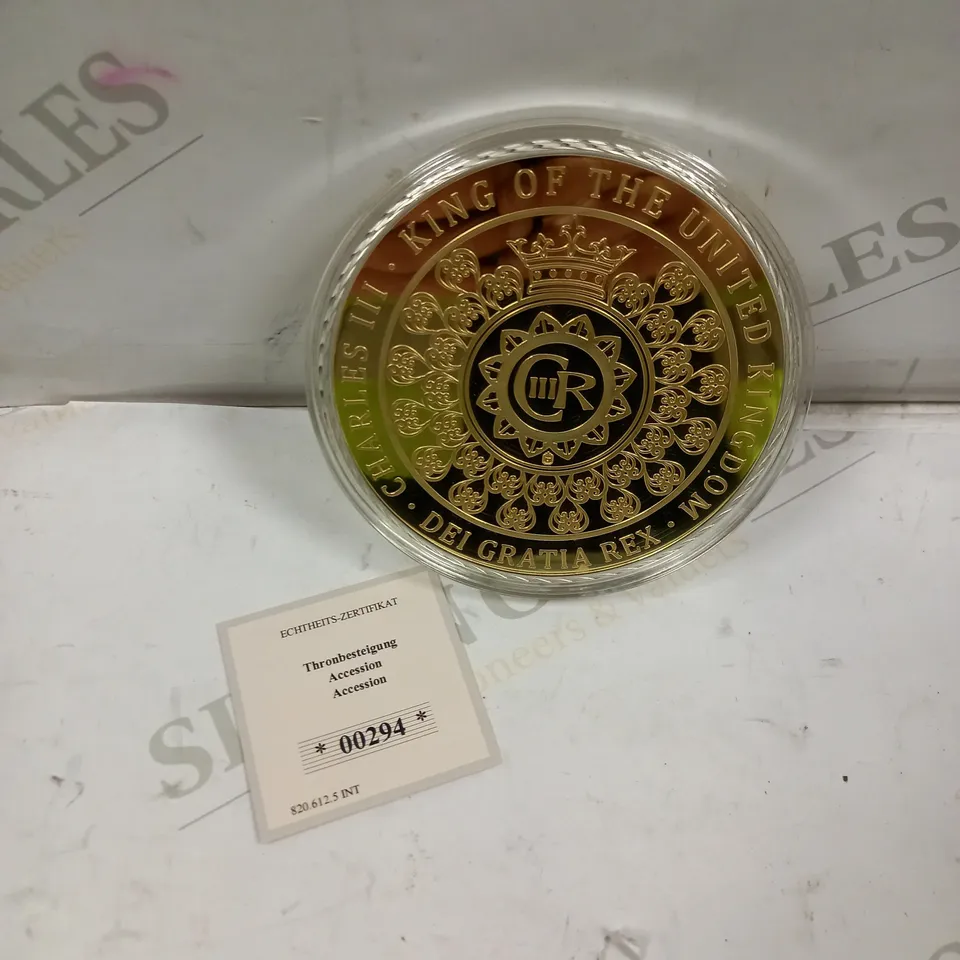 CHARLES III · KING OF THE UNITED KINGDOM ·
DEI GRATIA REX ·
CIIIR
ECHTHEITS-ZERTIFIKAT
Thronbesteigung
Accession
Accession
* 00294 *
820.612.5 INT